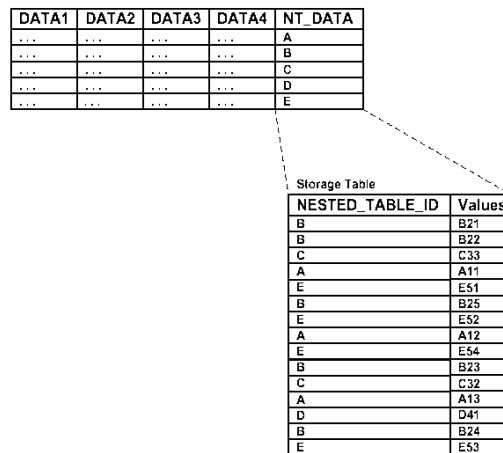 DATA1 DATA2 DATA3 DATA4 NT_DATA
... ... ... ... A
... ... ... ... B
... ... ... ... C
... ... ... ... D
... ... ... ... E
Storage Table
NESTED_TABLE_ID Values
B B21
B B22
C C33
A A11
E E51
B B25
E E52
A A12
E E54
B B23
C C32
A A13
D D41
B B24
E E53